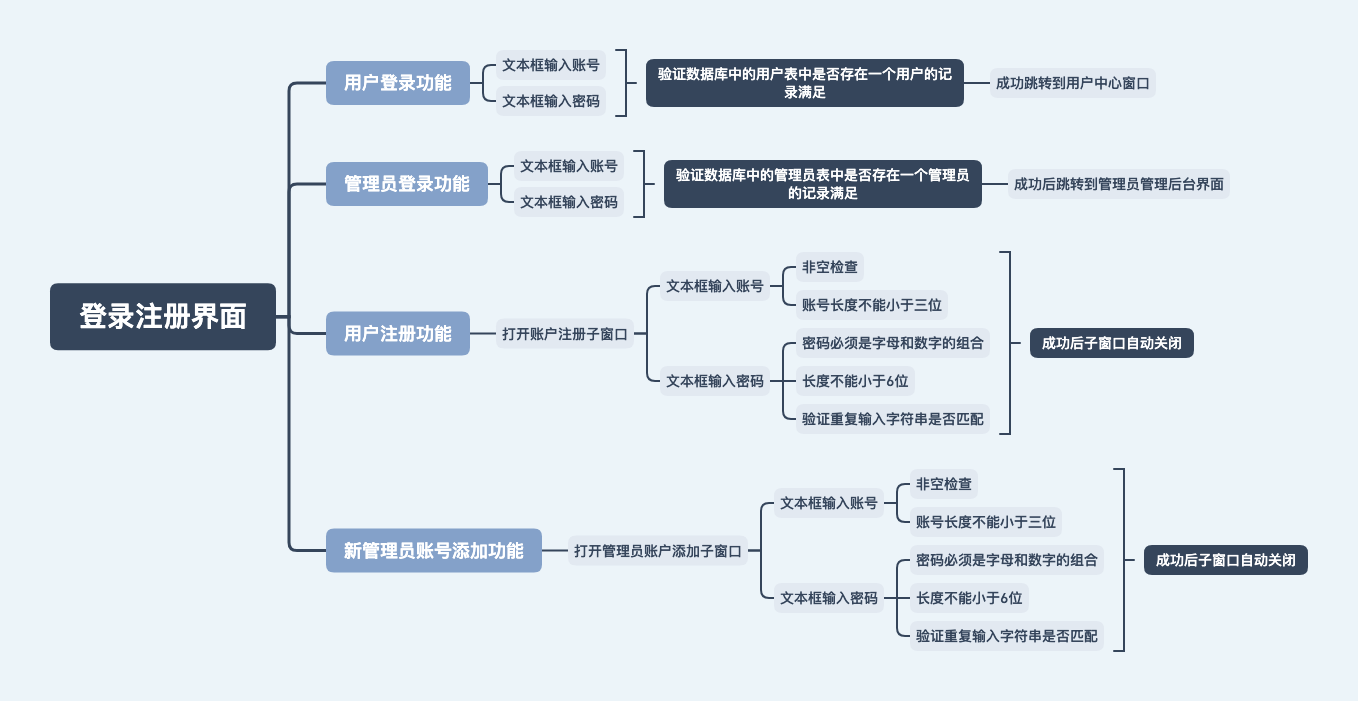 登录注册界面
用户登录功能
文本框输入账号
文本框输入密码
验证数据库中的用户表中是否存在一个用户的记
录满足
成功跳转到用户中心窗口
管理员登录功能
文本框输入账号
文本框输入密码
验证数据库中的管理员表中是否存在一个管理员
的记录满足
成功后跳转到管理员管理后台界面
用户注册功能
打开账户注册子窗口
文本框输入账号
非空检查
账号长度不能小于三位
文本框输入密码
密码必须是字母和数字的组合
长度不能小于6位
验证重复输入字符串是否匹配
成功后子窗口自动关闭
新管理员账号添加功能
打开管理员账户添加子窗口
文本框输入账号
非空检查
账号长度不能小于三位
文本框输入密码
密码必须是字母和数字的组合
长度不能小于6位
验证重复输入字符串是否匹配
成功后子窗口自动关闭